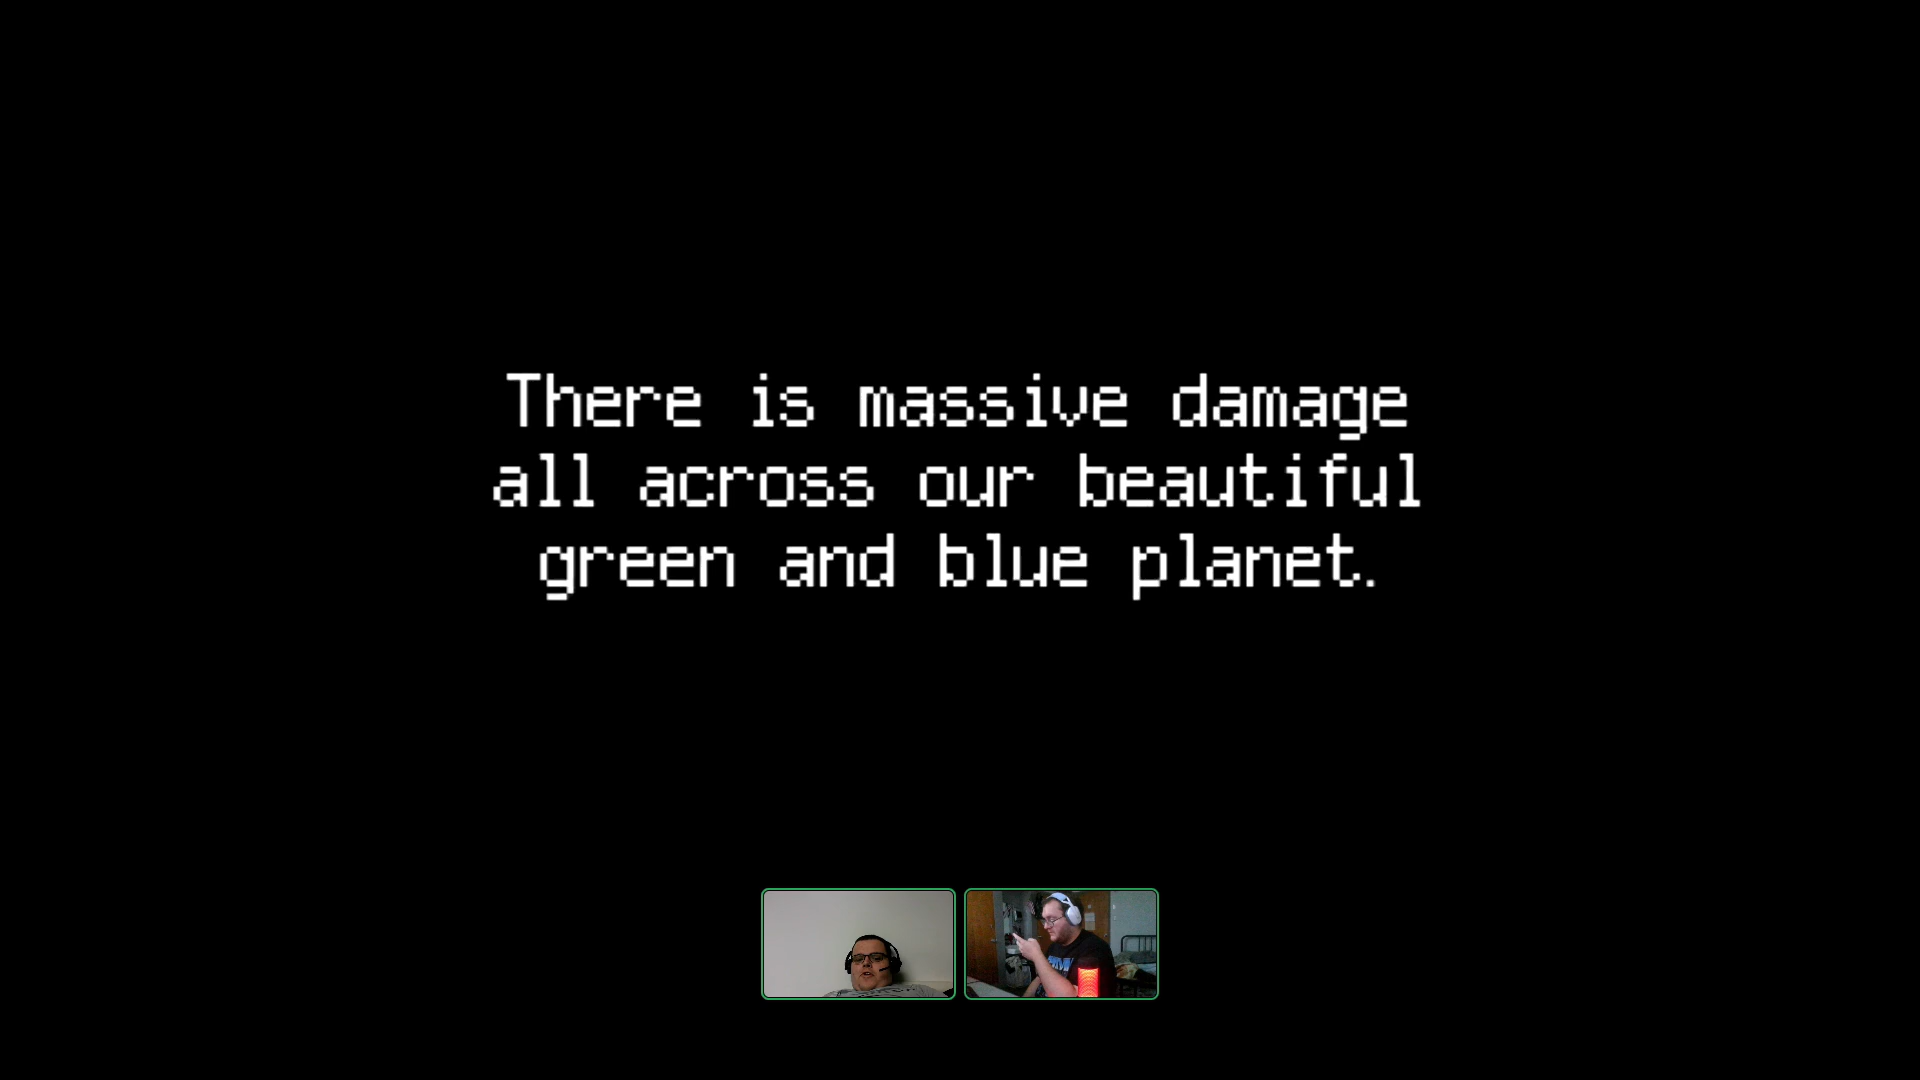 There is massive damage
all across our beautiful
green and blue planet.